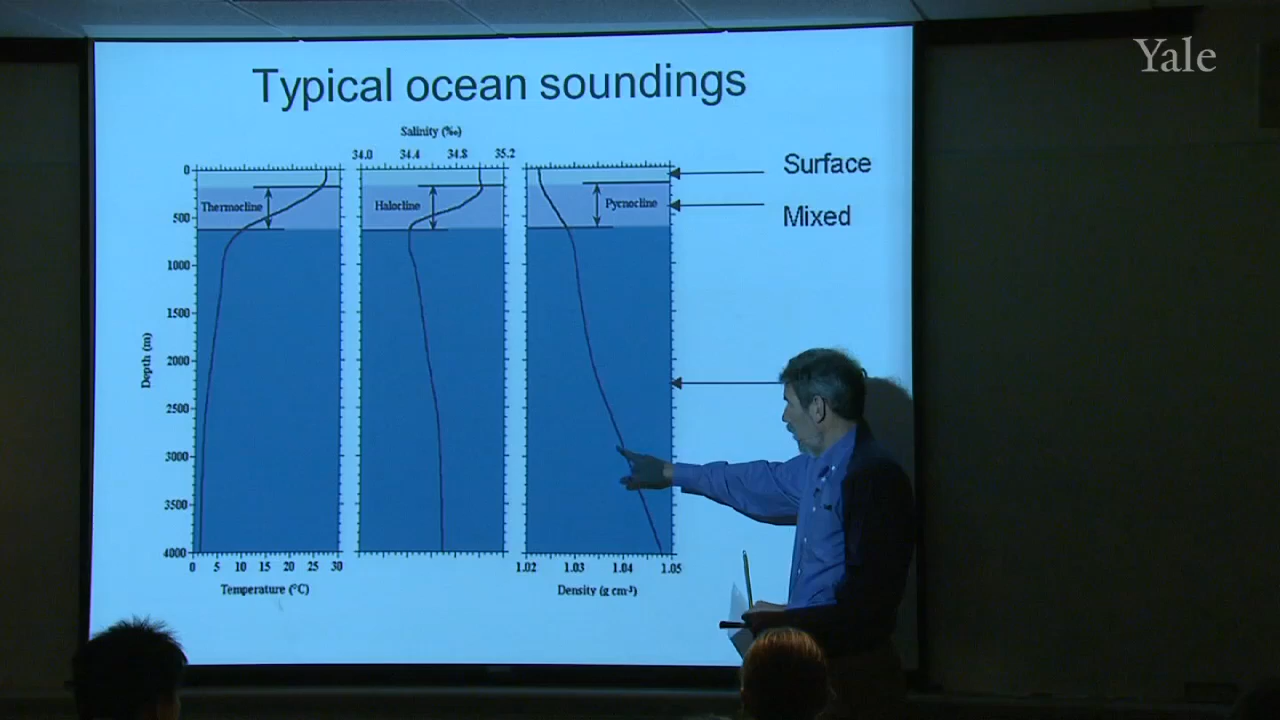 Yale
Typical ocean soundings
Salinity (‰)
34.0 34.4 34.8 35.2
0
500
1000
1500
2000
2500
3000
3500
4000
Depth (m)
Thermocline
Halocline
Pycnocline
Surface
Mixed
0 5 10 15 20 25 30
Temperature (°C)
1.02 1.03 1.04 1.05
Density (g cm-3)